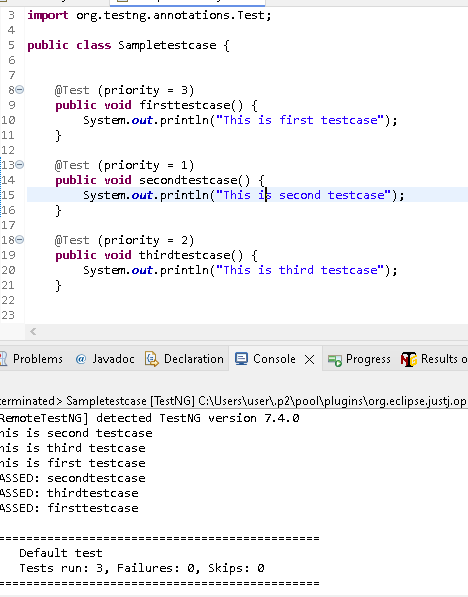 3 import org.testng.annotations.Test;
4
5 public class Sampletestcase {
6
7
8 @Test (priority = 3)
9 public void firsttestcase() {
10 System.out.println("This is first testcase");
11 }
12
13 @Test (priority = 1)
14 public void secondtestcase() {
15 System.out.println("This is second testcase");
16 }
17
18 @Test (priority = 2)
19 public void thirdtestcase() {
20 System.out.println("This is third testcase");
21 }
22
23
Problems @ Javadoc Declaration Console Progress Results o
terminated> Sampletestcase [TestNG] C:\Users\user\.p2\pool\plugins\org.eclipse.justj.op
RemoteTestNG] detected TestNG version 7.4.0
his is second testcase
his is third testcase
his is first testcase
ASSED: secondtestcase
ASSED: thirdtestcase
ASSED: firsttestcase
===============================================
Default test
Tests run: 3, Failures: 0, Skips: 0
===============================================